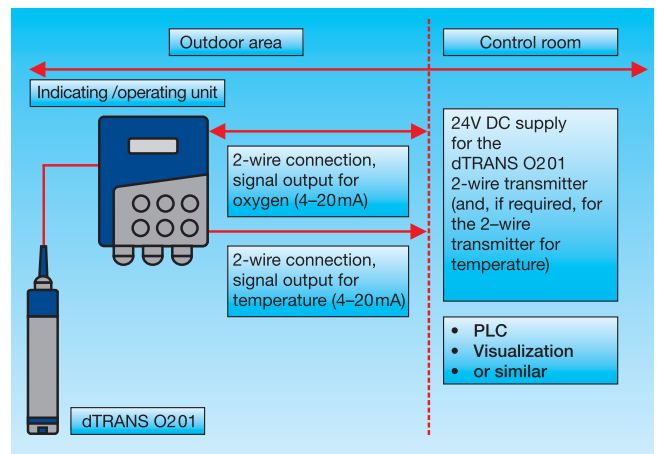 Outdoor area
Control room
Indicating /operating unit
2-wire connection,
signal output for
oxygen (4–20mA)
2-wire connection,
signal output for
temperature (4–20mA)
24V DC supply
for the
dTRANS O201
2-wire transmitter
(and, if required, for
the 2–wire
transmitter for
temperature)
• PLC
• Visualization
• or similar
dTRANS O201